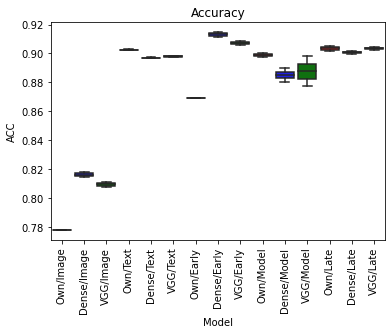 Accuracy
0.92
0.90
0.88
0.86
0.84
0.82
0.80
0.78
ACC
Own/Image
Dense/Image
VGG/Image
Own/Text
Dense/Text
VGG/Text
Own/Early
Dense/Early
VGG/Early
Own/Model
Dense/Model
VGG/Model
Own/Late
Dense/Late
VGG/Late
Model